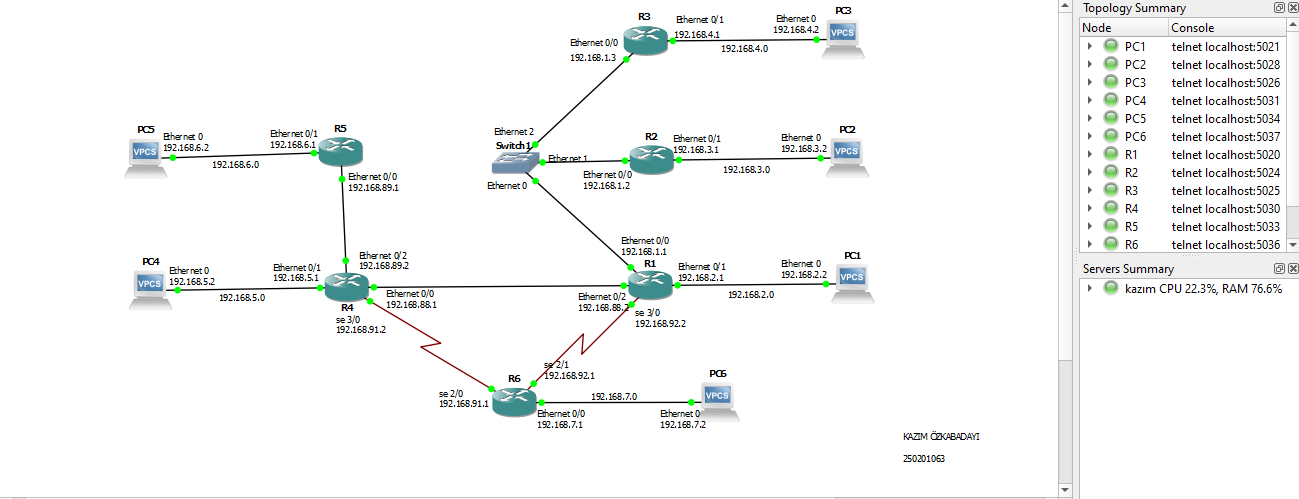 R3
Ethernet 0/1
192.168.4.1
Ethernet 0/0
192.168.1.3
192.168.4.0
PC3
Ethernet 0
192.168.4.2
VPCS
PC5
Ethernet 0
192.168.6.2
VPCS
192.168.6.0
Ethernet 0/1
192.168.6.1
R5
Ethernet 0/0
192.168.89.1
Ethernet 2
Switch1
Ethernet 1
Ethernet 0
R2
Ethernet 0/1
192.168.3.1
Ethernet 0/0
192.168.1.2
192.168.3.0
PC2
Ethernet 0
192.168.3.2
VPCS
PC4
Ethernet 0
192.168.5.2
VPCS
192.168.5.0
Ethernet 0/1
192.168.5.1
Ethernet 0/2
192.168.89.2
Ethernet 0/0
192.168.88.1
R4
se 3/0
192.168.91.2
Ethernet 0/0
192.168.1.1
R1
Ethernet 0/1
192.168.2.1
Ethernet 0/2
192.168.88.2
se 3/0
192.168.92.2
192.168.2.0
PC1
Ethernet 0
192.168.2.2
VPCS
se 2/1
192.168.92.1
se 2/0
192.168.91.1
R6
Ethernet 0/0
192.168.7.1
192.168.7.0
Ethernet 0
192.168.7.2
PC6
VPCS
KAZIM ÖZKABADAYI
250201063
Topology Summary
Node Console
PC1 telnet localhost:5021
PC2 telnet localhost:5028
PC3 telnet localhost:5026
PC4 telnet localhost:5031
PC5 telnet localhost:5034
PC6 telnet localhost:5037
R1 telnet localhost:5020
R2 telnet localhost:5024
R3 telnet localhost:5025
R4 telnet localhost:5030
R5 telnet localhost:5033
R6 telnet localhost:5036
Servers Summary
kazım CPU 22.3%, RAM 76.6%